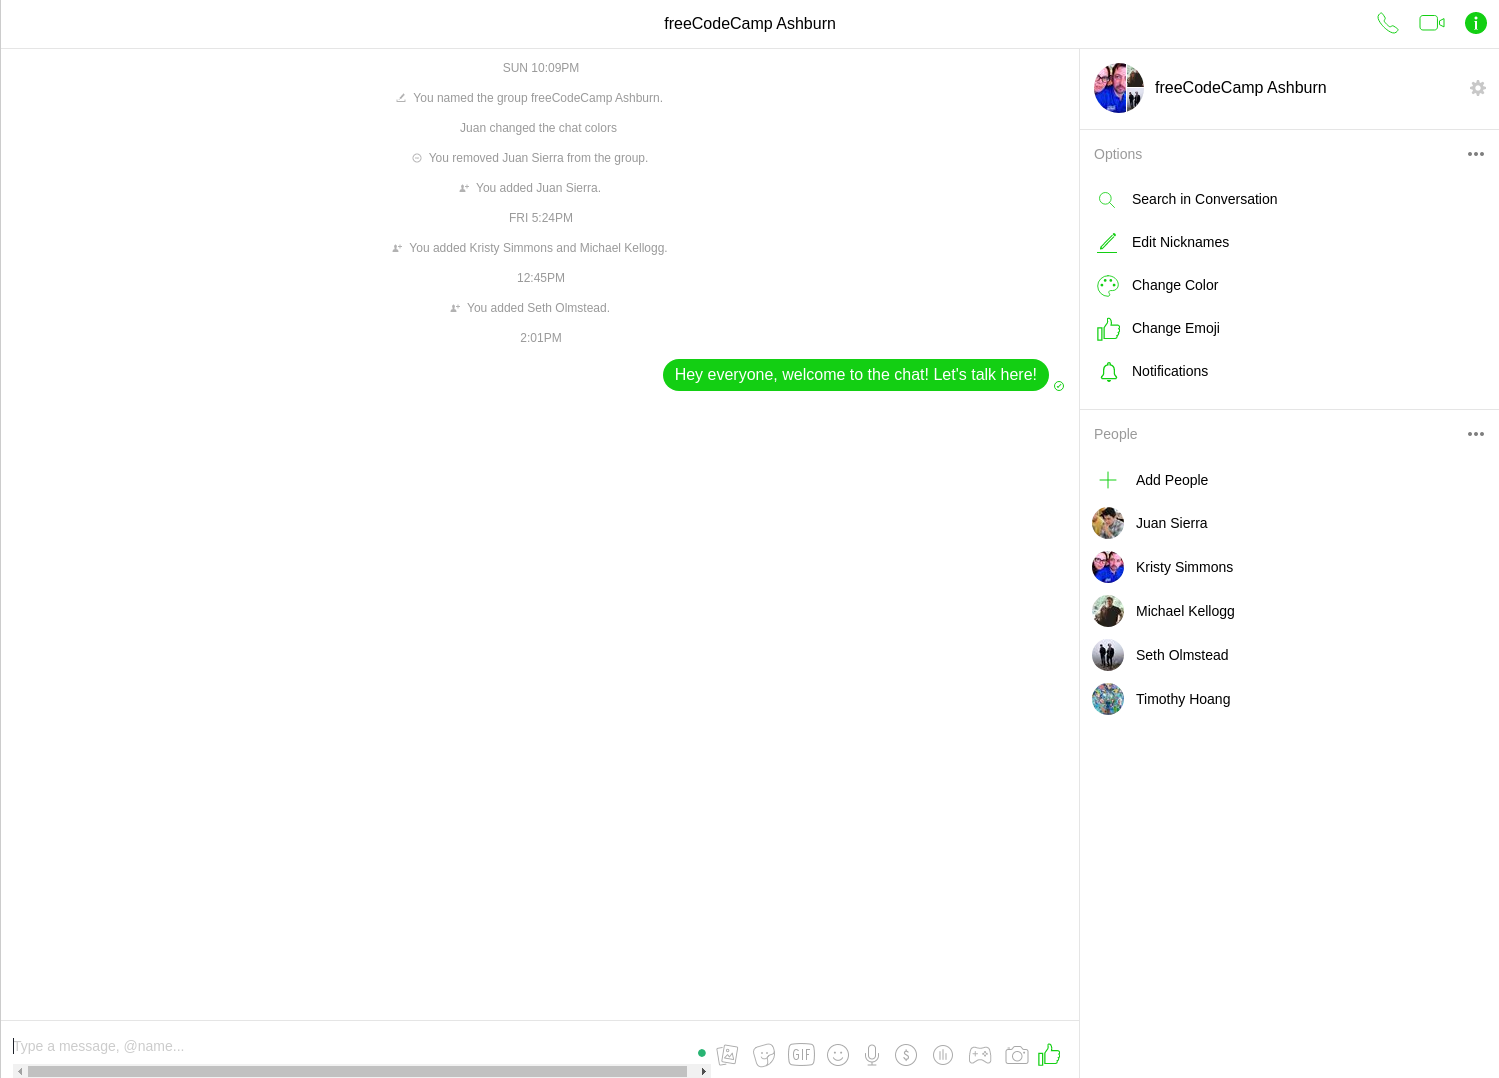 freeCodeCamp Ashburn
SUN 10:09PM
You named the group freeCodeCamp Ashburn.
Juan changed the chat colors
You removed Juan Sierra from the group.
You added Juan Sierra.
FRI 5:24PM
You added Kristy Simmons and Michael Kellogg.
12:45PM
You added Seth Olmstead.
2:01PM
Hey everyone, welcome to the chat! Let's talk here!
Type a message, @name...
GIF
$
freeCodeCamp Ashburn
Options
Search in Conversation
Edit Nicknames
Change Color
Change Emoji
Notifications
People
Add People
Juan Sierra
Kristy Simmons
Michael Kellogg
Seth Olmstead
Timothy Hoang